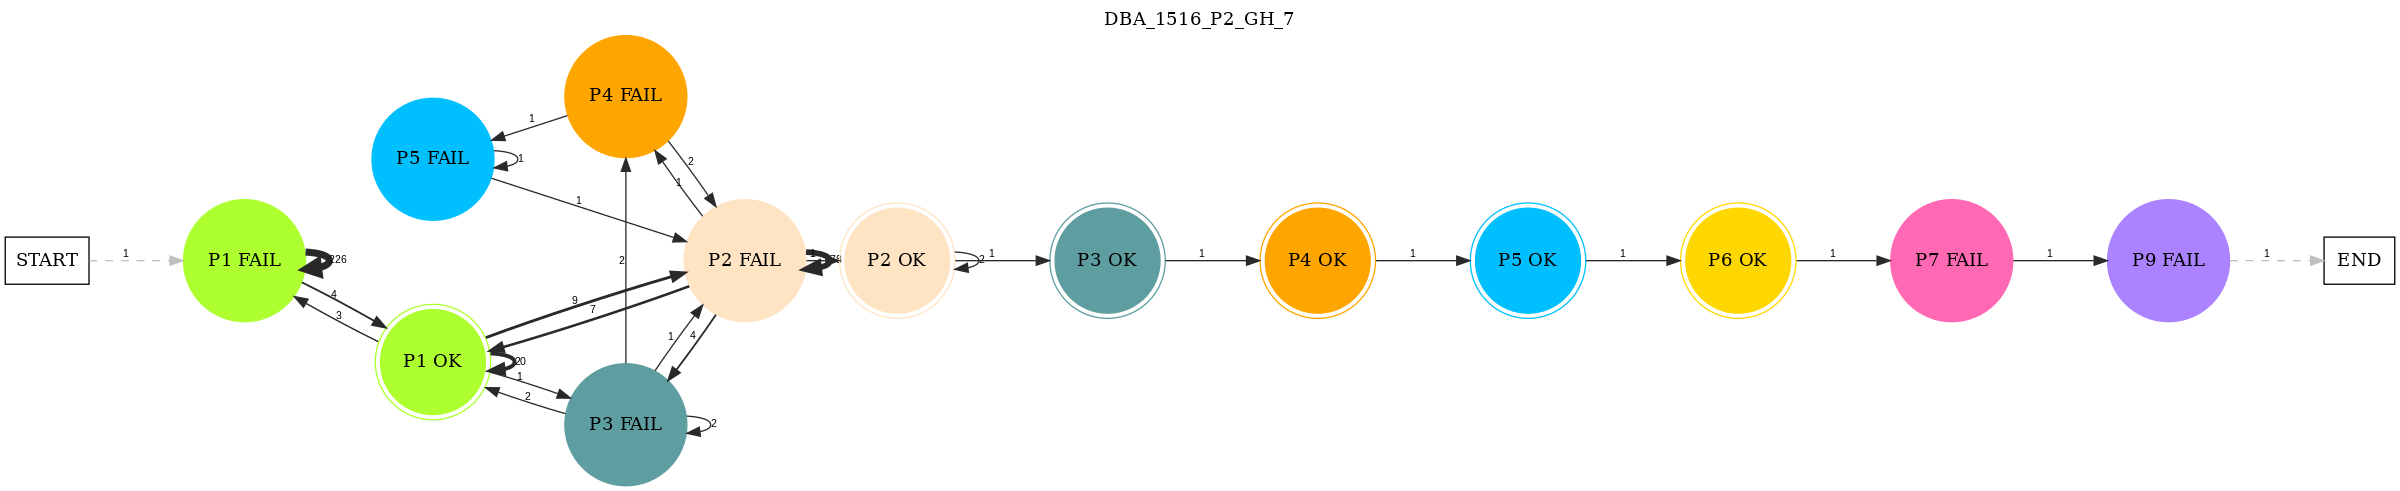 DBA_1516_P2_GH_7
START
1
P1 FAIL
226
4
3
P1 OK
20
P5 FAIL
1
1
P4 FAIL
1
2
1
2
9
7
1
2
P3 FAIL
2
1
4
P2 FAIL
1
P2 OK
2
1
P3 OK
1
P4 OK
1
P5 OK
1
P6 OK
1
P7 FAIL
1
P9 FAIL
1
END